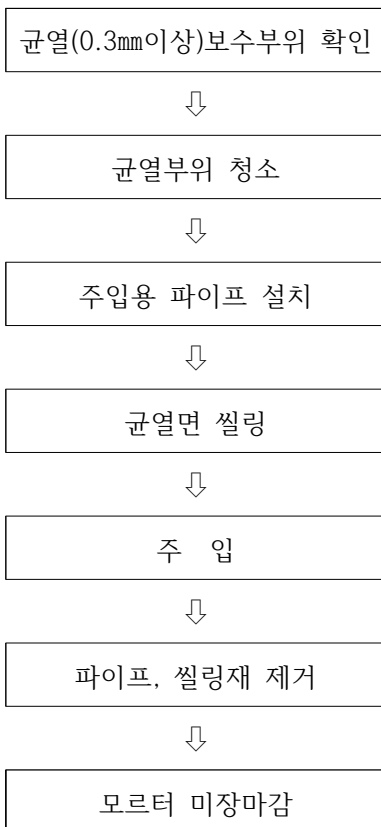 균열(0.3㎜이상)보수부위 확인
⇩
균열부위 청소
⇩
주입용 파이프 설치
⇩
균열면 씰링
⇩
주 입
⇩
파이프, 씰링재 제거
⇩
모르터 미장마감